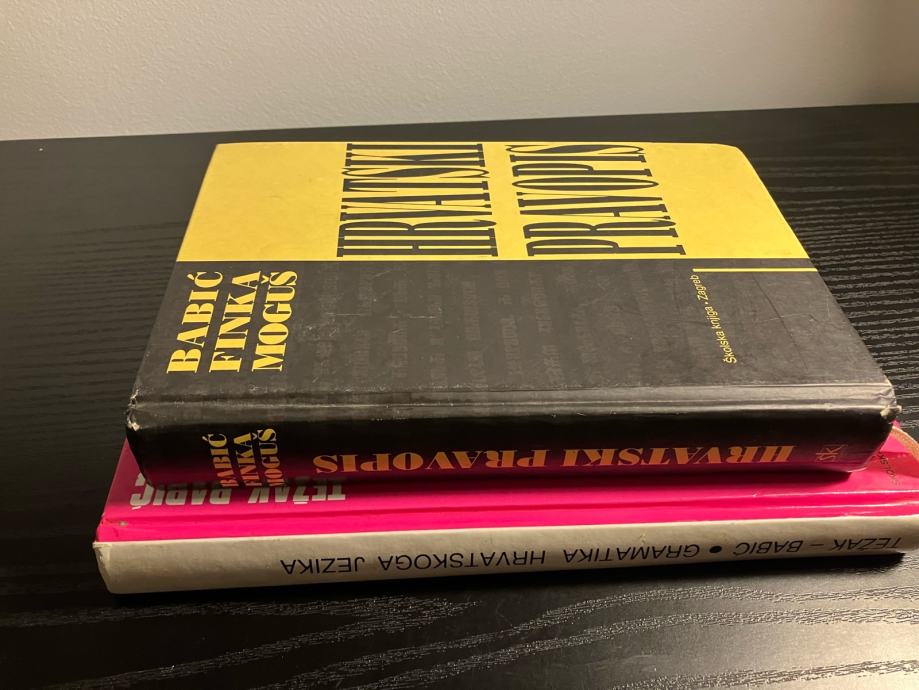 HRVATSKI
PRAVOPIS
BABIĆ
FINKA
MOGUŠ
Školska knjiga • Zagreb
BABIĆ
FINKA
MOGUŠ
HRVATSKI PRAVOPIS
TEŽAK BABIĆ
TEŽAK – BABIĆ • GRAMATIKA HRVATSKOGA JEZIKA